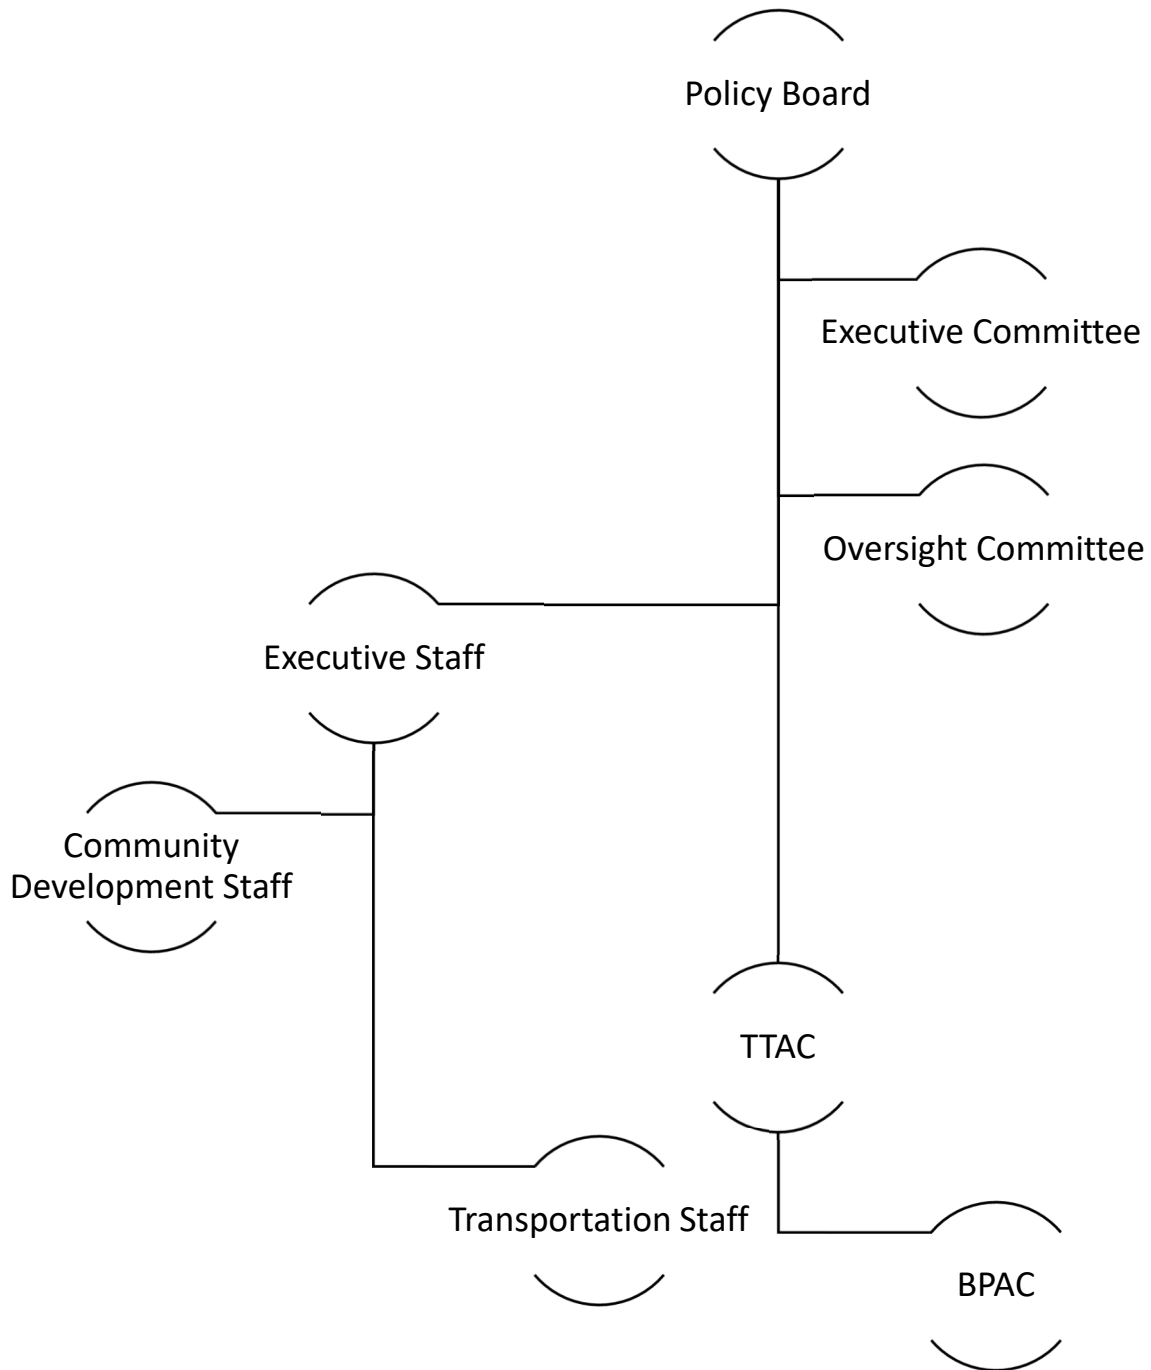 Policy Board
Executive Committee
Oversight Committee
Executive Staff
Community
Development Staff
TTAC
Transportation Staff
BPAC